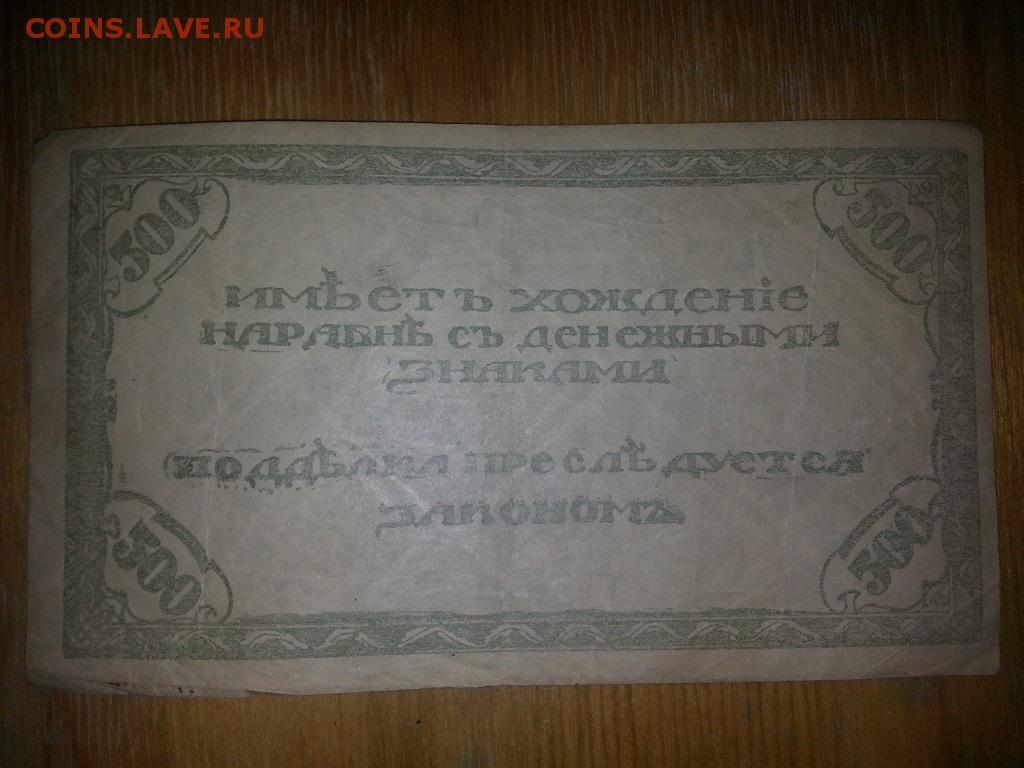 COINS.LAVE.RU
500 500
имѣетъ хожденіе
наравнѣ съ денежными
знаками
поддѣлка преслѣдуется
закономъ
500 500